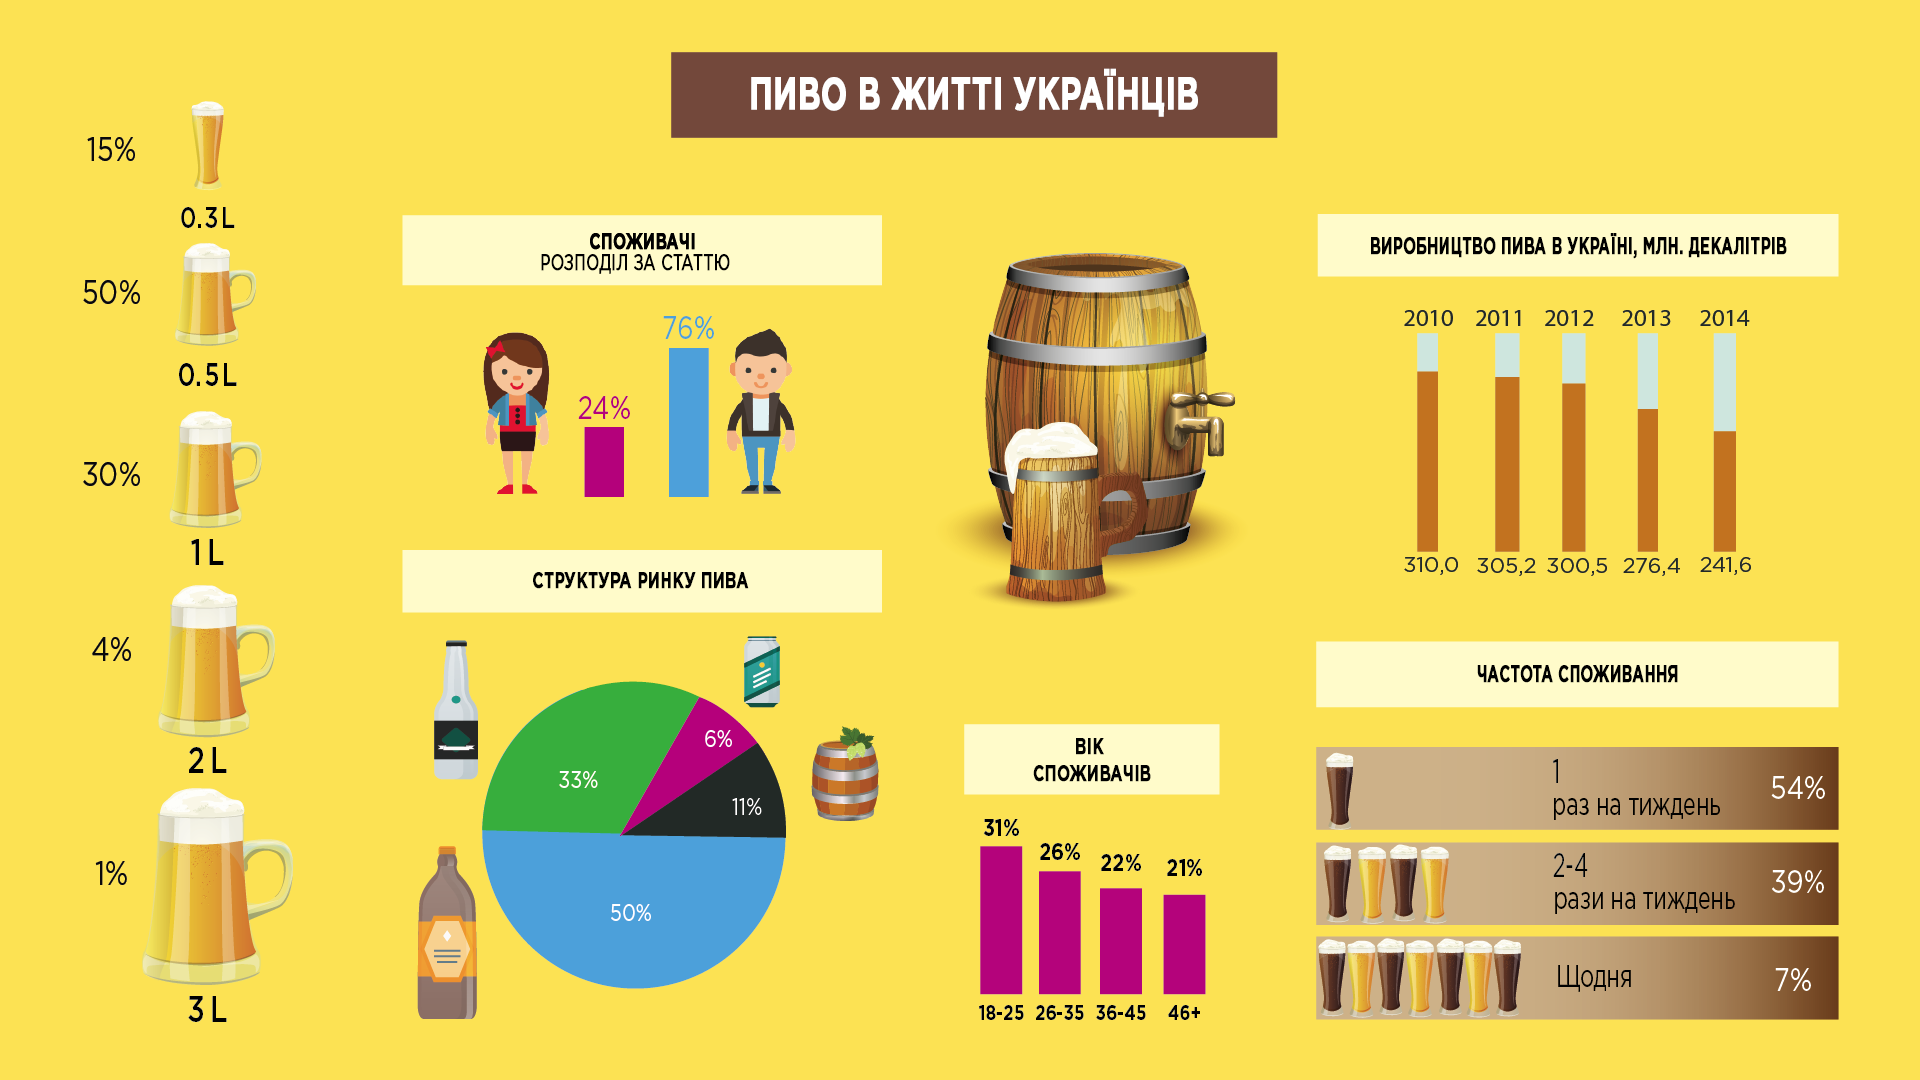 ПИВО В ЖИТТІ УКРАЇНЦІВ
15%
0.3 L
50%
0.5 L
30%
1 L
4%
2 L
1%
3 L
СПОЖИВАЧІ
РОЗПОДІЛ ЗА СТАТТЮ
24%
76%
СТРУКТУРА РИНКУ ПИВА
33%
6%
11%
50%
ВІК
СПОЖИВАЧІВ
31%
26%
22%
21%
18-25 26-35 36-45 46+
ВИРОБНИЦТВО ПИВА В УКРАЇНІ, МЛН. ДЕКАЛІТРІВ
2010 2011 2012 2013 2014
310,0 305,2 300,5 276,4 241,6
ЧАСТОТА СПОЖИВАННЯ
1
раз на тиждень
54%
2-4
рази на тиждень
39%
Щодня
7%